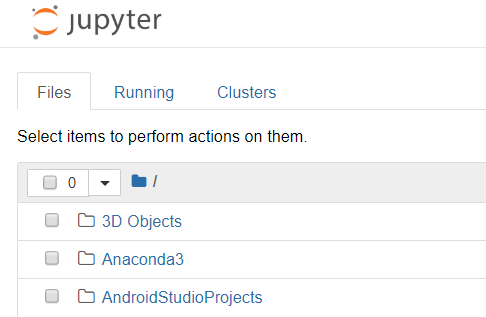 jupyter
Files Running Clusters
Select items to perform actions on them.
0 /
3D Objects
Anaconda3
AndroidStudioProjects